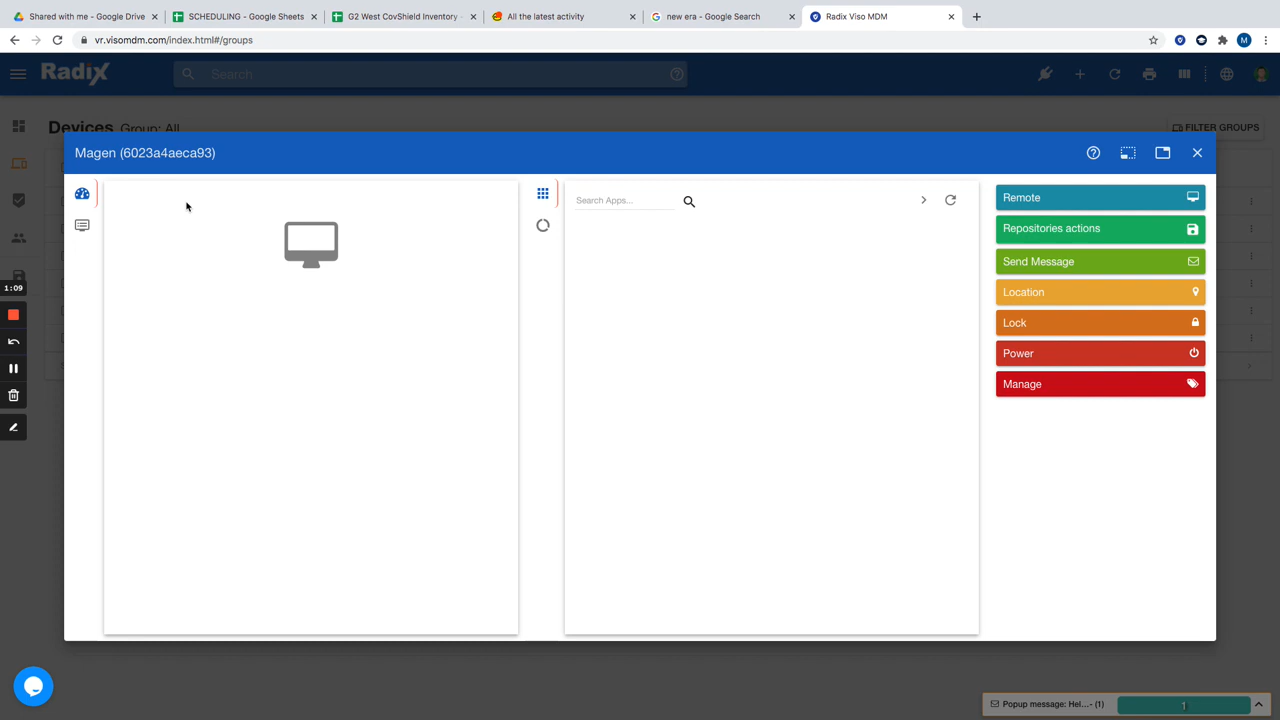 Shared with me - Google Drive
SCHEDULING - Google Sheets
G2 West CovShield Inventory
All the latest activity
new era - Google Search
Radix Viso MDM
vr.visomdm.com/index.html#/groups
M
Radix
Search
Devices Group: All
FILTER GROUPS
Magen (6023a4aeca93)
Search Apps...
Remote
Repositories actions
Send Message
Location
Lock
Power
Manage
1:09
Popup message: Hel...- (1)
1